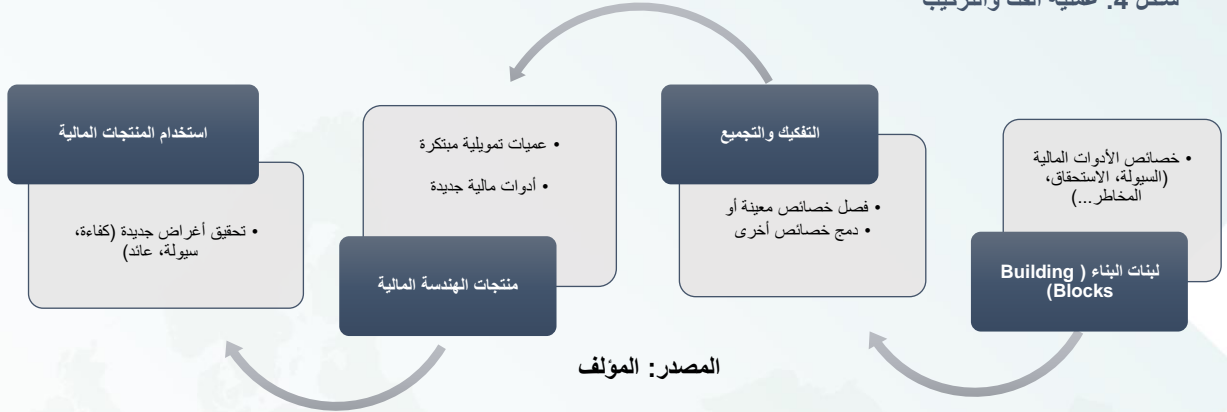 شكل 4. عملية الفك والتركيب
• خصائص الأدوات المالية
(السيولة، الاستحقاق،
المخاطر...)
لبنات البناء ( Building
Blocks)
التفكيك والتجميع
• فصل خصائص معينة أو
• دمج خصائص أخرى
• عميات تمويلية مبتكرة
• أدوات مالية جديدة
منتجات الهندسة المالية
استخدام المنتجات المالية
• تحقيق أغراض جديدة (كفاءة،
سيولة، عائد)
المصدر: المؤلف